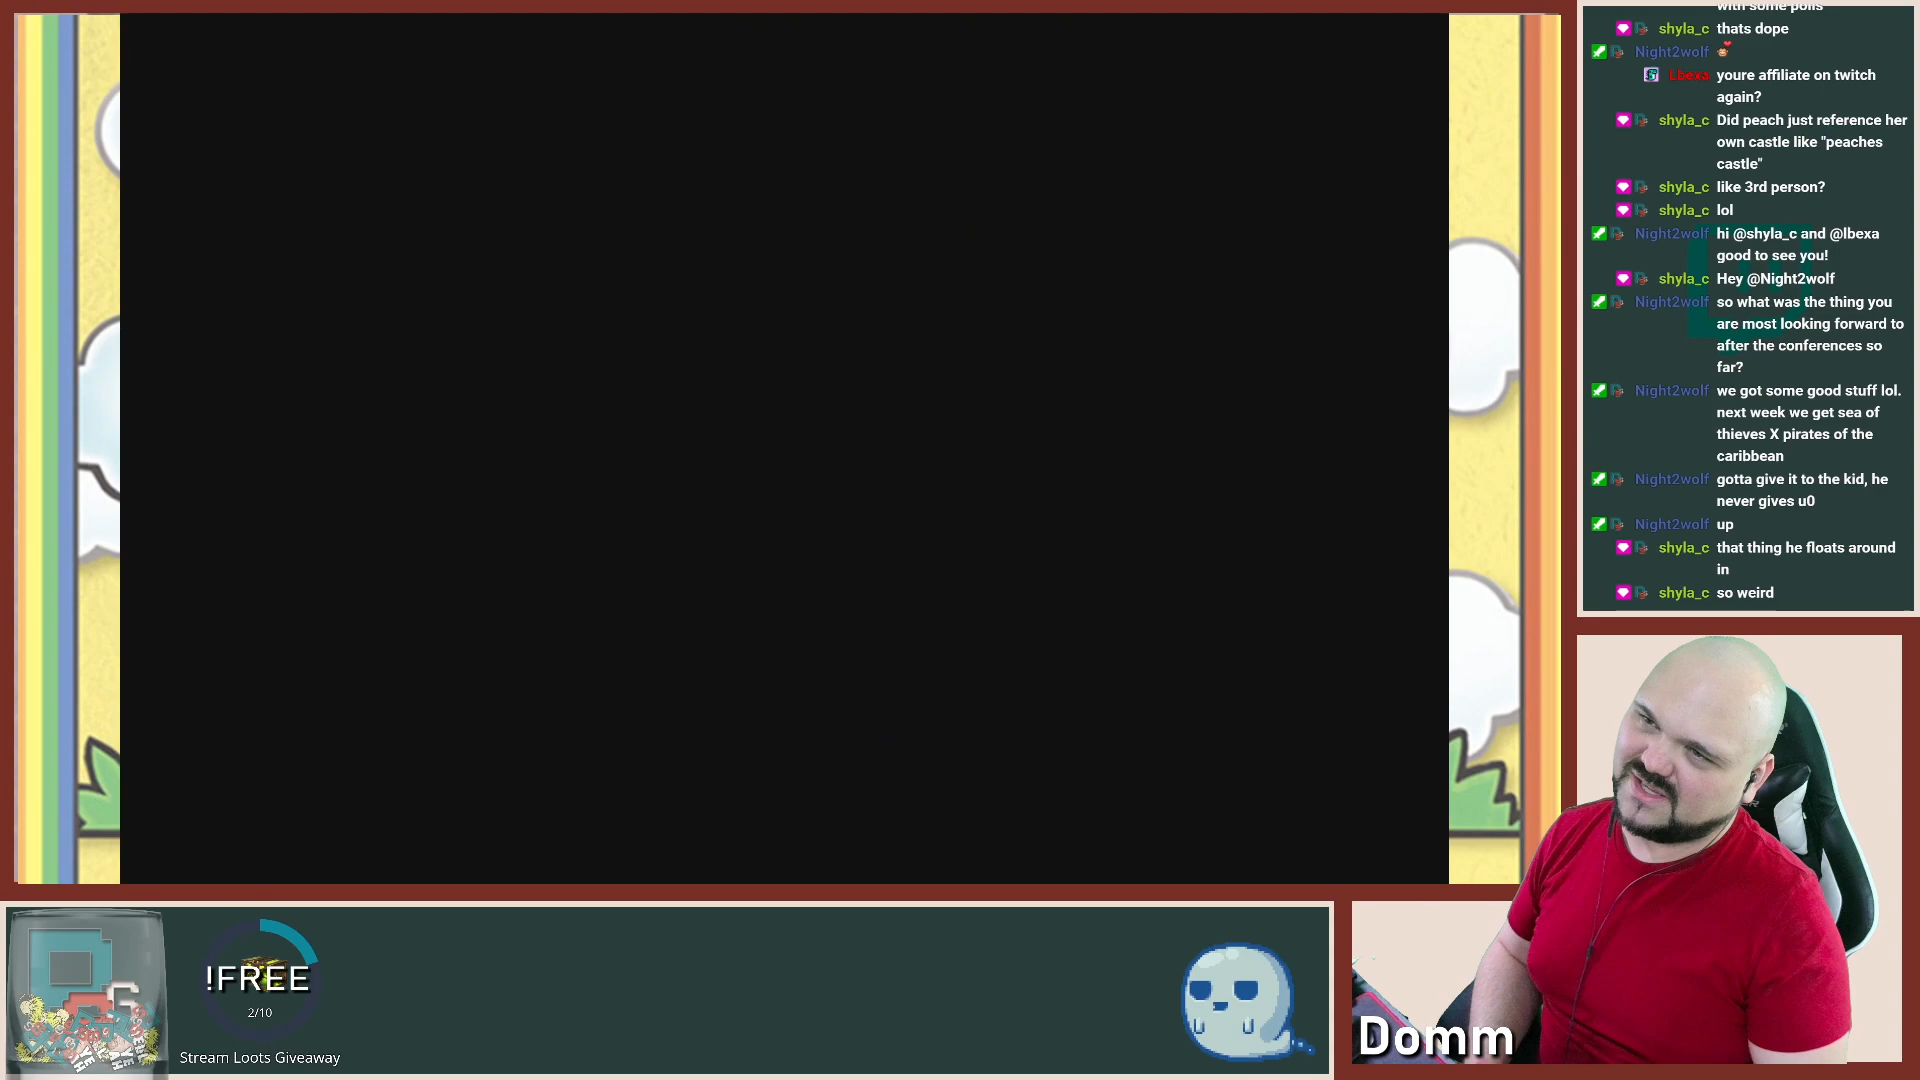 with some polls
shyla_c thats dope
Night2wolf
Lbexa youre affiliate on twitch
again?
shyla_c Did peach just reference her
own castle like "peaches
castle"
shyla_c like 3rd person?
shyla_c lol
Night2wolf hi @shyla_c and @lbexa
good to see you!
shyla_c Hey @Night2wolf
Night2wolf so what was the thing you
are most looking forward to
after the conferences so
far?
Night2wolf we got some good stuff lol.
next week we get sea of
thieves X pirates of the
caribbean
Night2wolf gotta give it to the kid, he
never gives u0
Night2wolf up
shyla_c that thing he floats around
in
shyla_c so weird
!FREE
2/10
Stream Loots Giveaway
Domm